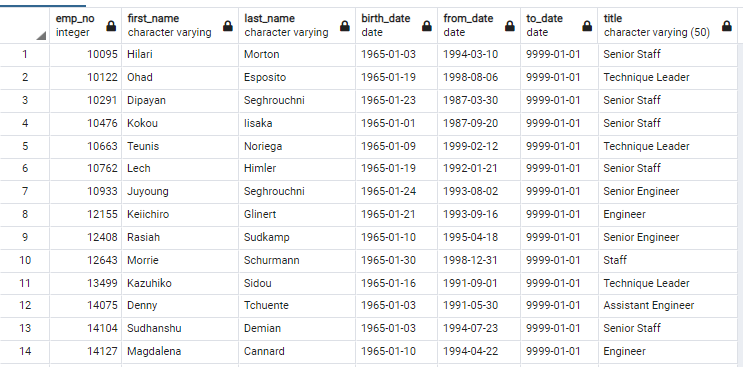 emp_no first_name last_name birth_date from_date to_date title
integer character varying character varying date date date character varying (50)
1 10095 Hilari Morton 1965-01-03 1994-03-10 9999-01-01 Senior Staff
2 10122 Ohad Esposito 1965-01-19 1998-08-06 9999-01-01 Technique Leader
3 10291 Dipayan Seghrouchni 1965-01-23 1987-03-30 9999-01-01 Senior Staff
4 10476 Kokou Iisaka 1965-01-01 1987-09-20 9999-01-01 Senior Staff
5 10663 Teunis Noriega 1965-01-09 1999-02-12 9999-01-01 Technique Leader
6 10762 Lech Himler 1965-01-19 1992-01-21 9999-01-01 Senior Staff
7 10933 Juyoung Seghrouchni 1965-01-24 1993-08-02 9999-01-01 Senior Engineer
8 12155 Keiichiro Glinert 1965-01-21 1993-09-16 9999-01-01 Engineer
9 12408 Rasiah Sudkamp 1965-01-10 1995-04-18 9999-01-01 Senior Engineer
10 12643 Morrie Schurmann 1965-01-30 1998-12-31 9999-01-01 Staff
11 13499 Kazuhiko Sidou 1965-01-16 1991-09-01 9999-01-01 Technique Leader
12 14075 Denny Tchuente 1965-01-03 1991-05-30 9999-01-01 Assistant Engineer
13 14104 Sudhanshu Demian 1965-01-03 1994-07-23 9999-01-01 Senior Staff
14 14127 Magdalena Cannard 1965-01-10 1994-04-22 9999-01-01 Engineer